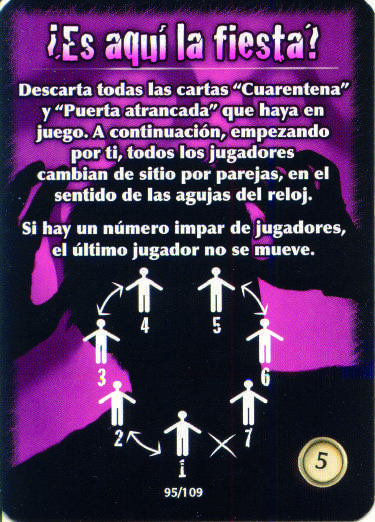 ¿Es aquí la fiesta?
Descarta todas las cartas “Cuarentena”
y “Puerta atrancada” que haya en
juego. A continuación, empezando
por ti, todos los jugadores
cambian de sitio por parejas, en el
sentido de las agujas del reloj.
Si hay un número impar de jugadores,
el último jugador no se mueve.
4 5
3 6
2 7
1
5
95/109